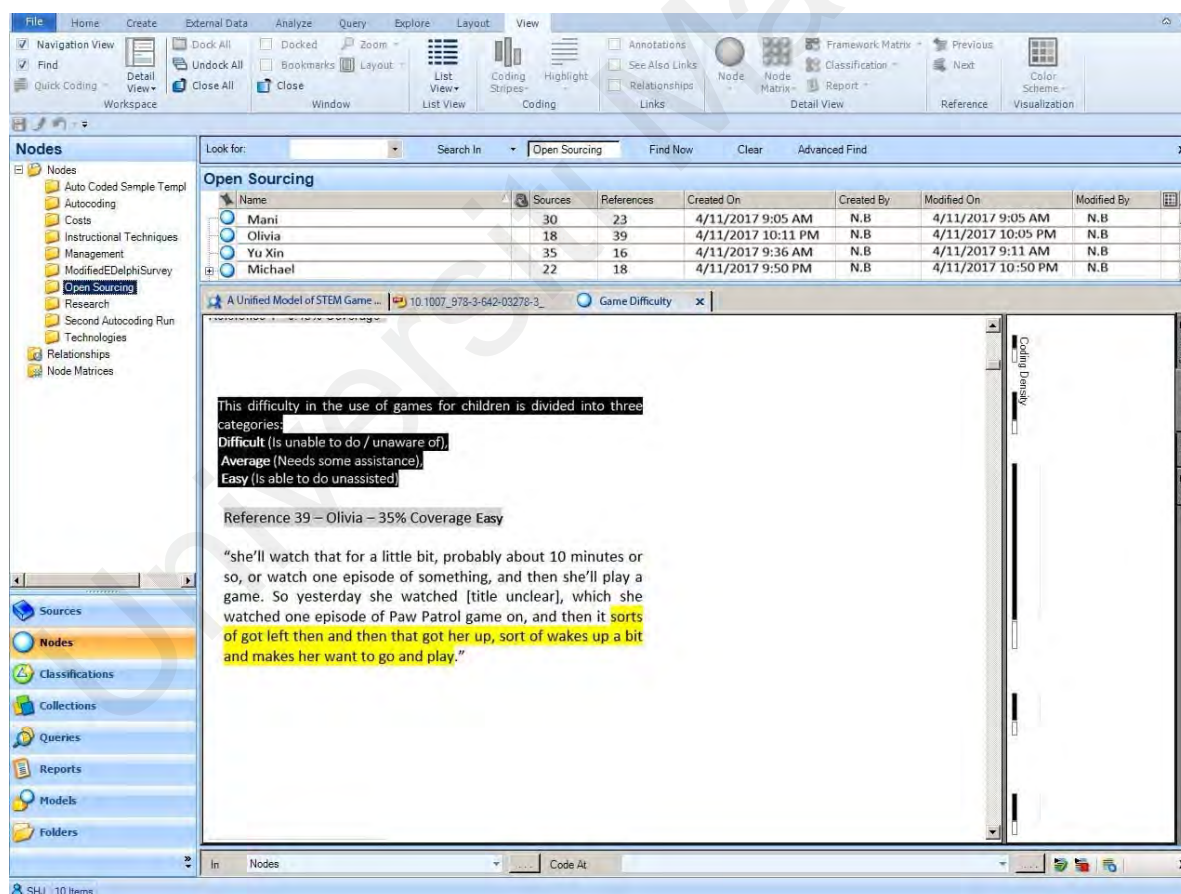 File Home Create External Data Analyze Query Explore Layout View
Navigation View Dock All Docked Zoom Annotations Framework Matrix Previous
Find Undock All Bookmarks Layout See Also Links Classification Next
Quick Coding Detail View Close All Close List View Coding Stripes Highlight Relationships Node Node Matrix Report Color Scheme
Workspace Window List View Coding Links Detail View Reference Visualization
Nodes
Look for: Search In Open Sourcing Find Now Clear Advanced Find
Nodes
Auto Coded Sample Templ
Autocoding
Costs
Instructional Techniques
Management
ModifiedEDelphiSurvey
Open Sourcing
Research
Second Autocoding Run
Technologies
Relationships
Node Matrices
Open Sourcing
Name Sources References Created On Created By Modified On Modified By
Mani 30 23 4/11/2017 9:05 AM N.B 4/11/2017 9:05 AM N.B
Olivia 18 39 4/11/2017 10:11 PM N.B 4/11/2017 10:05 PM N.B
Yu Xin 35 16 4/11/2017 9:36 AM N.B 4/11/2017 9:11 AM N.B
Michael 22 18 4/11/2017 9:50 PM N.B 4/11/2017 10:50 PM N.B
A Unified Model of STEM Game ... 10.1007_978-3-642-03278-3_ Game Difficulty x
Coding Density
This difficulty in the use of games for children is divided into three
categories:
Difficult (Is unable to do / unaware of),
Average (Needs some assistance),
Easy (Is able to do unassisted)
Reference 39 – Olivia – 35% Coverage Easy
“she’ll watch that for a little bit, probably about 10 minutes or
so, or watch one episode of something, and then she’ll play a
game. So yesterday she watched [title unclear], which she
watched one episode of Paw Patrol game on, and then it sorts
of got left then and then that got her up, sort of wakes up a bit
and makes her want to go and play.”
Sources
Nodes
Classifications
Collections
Queries
Reports
Models
Folders
In Nodes Code At
10 Items